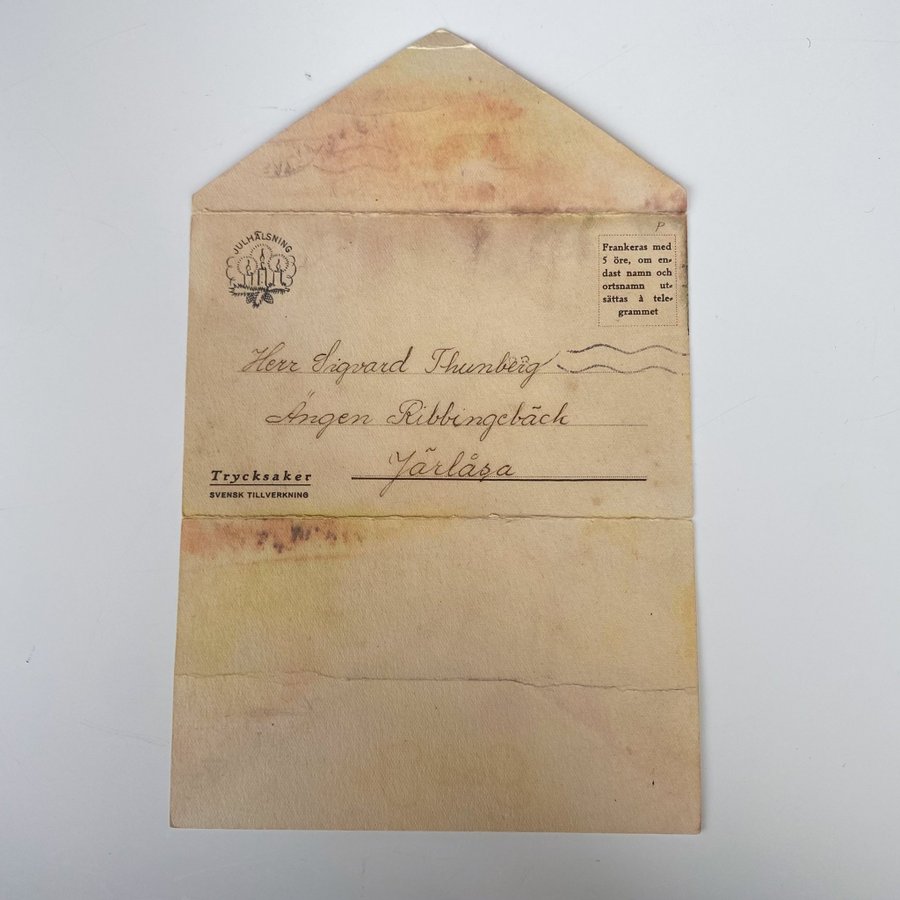 JULHÄLSNING
P
Frankeras med
5 öre, om en-
dast namn och
ortsnamn ut-
sättas å tele-
grammet
Herr Sigvard Thunberg
Ängen Ribbingebäck
Järlåsa
Trycksaker
SVENSK TILLVERKNING